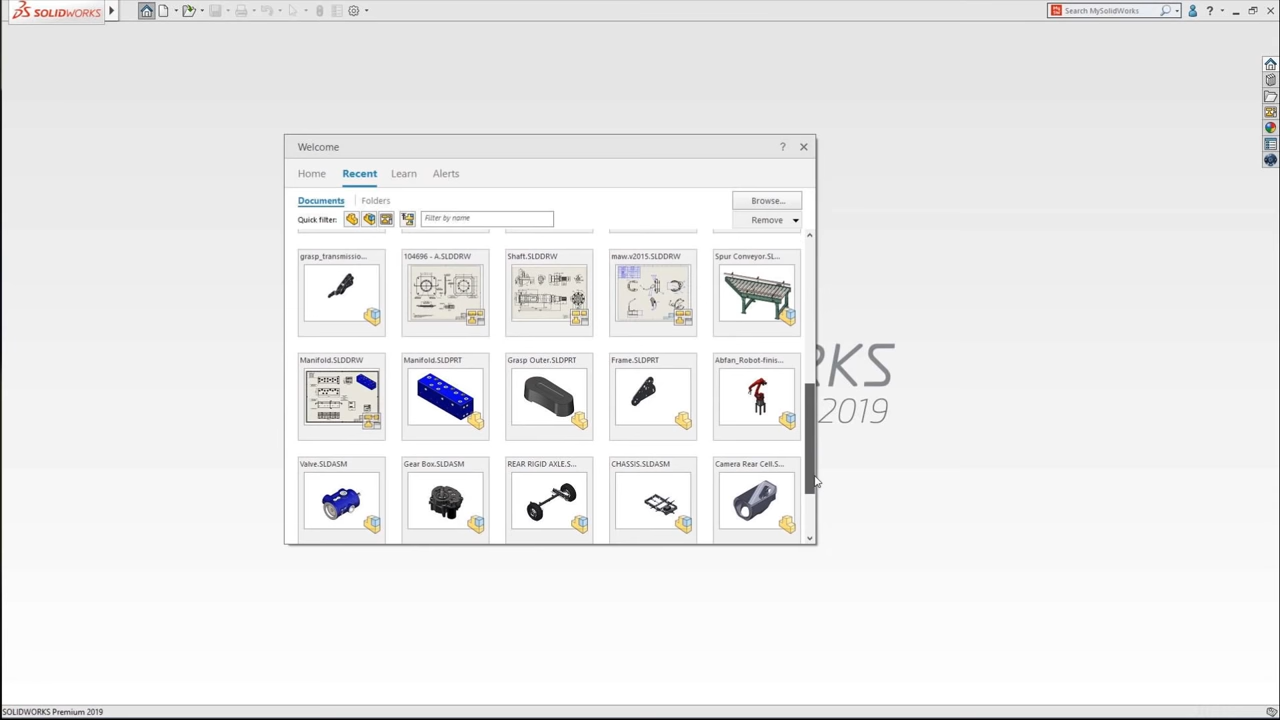 SOLIDWORKS
Search MySolidWorks
?
Welcome
?
Home Recent Learn Alerts
Documents Folders
Browse...
Quick filter:
Filter by name
Remove
grasp_transmissio...
104696 - A.SLDDRW
Shaft.SLDDRW
maw.v2015.SLDDRW
Spur Conveyor.SL...
Manifold.SLDDRW
Manifold.SLDPRT
Grasp Outer.SLDPRT
Frame.SLDPRT
Abfan_Robot-finis...
Valve.SLDASM
Gear Box.SLDASM
REAR RIGID AXLE.S...
CHASSIS.SLDASM
Camera Rear Cell.S...
RKS
2019
SOLIDWORKS Premium 2019